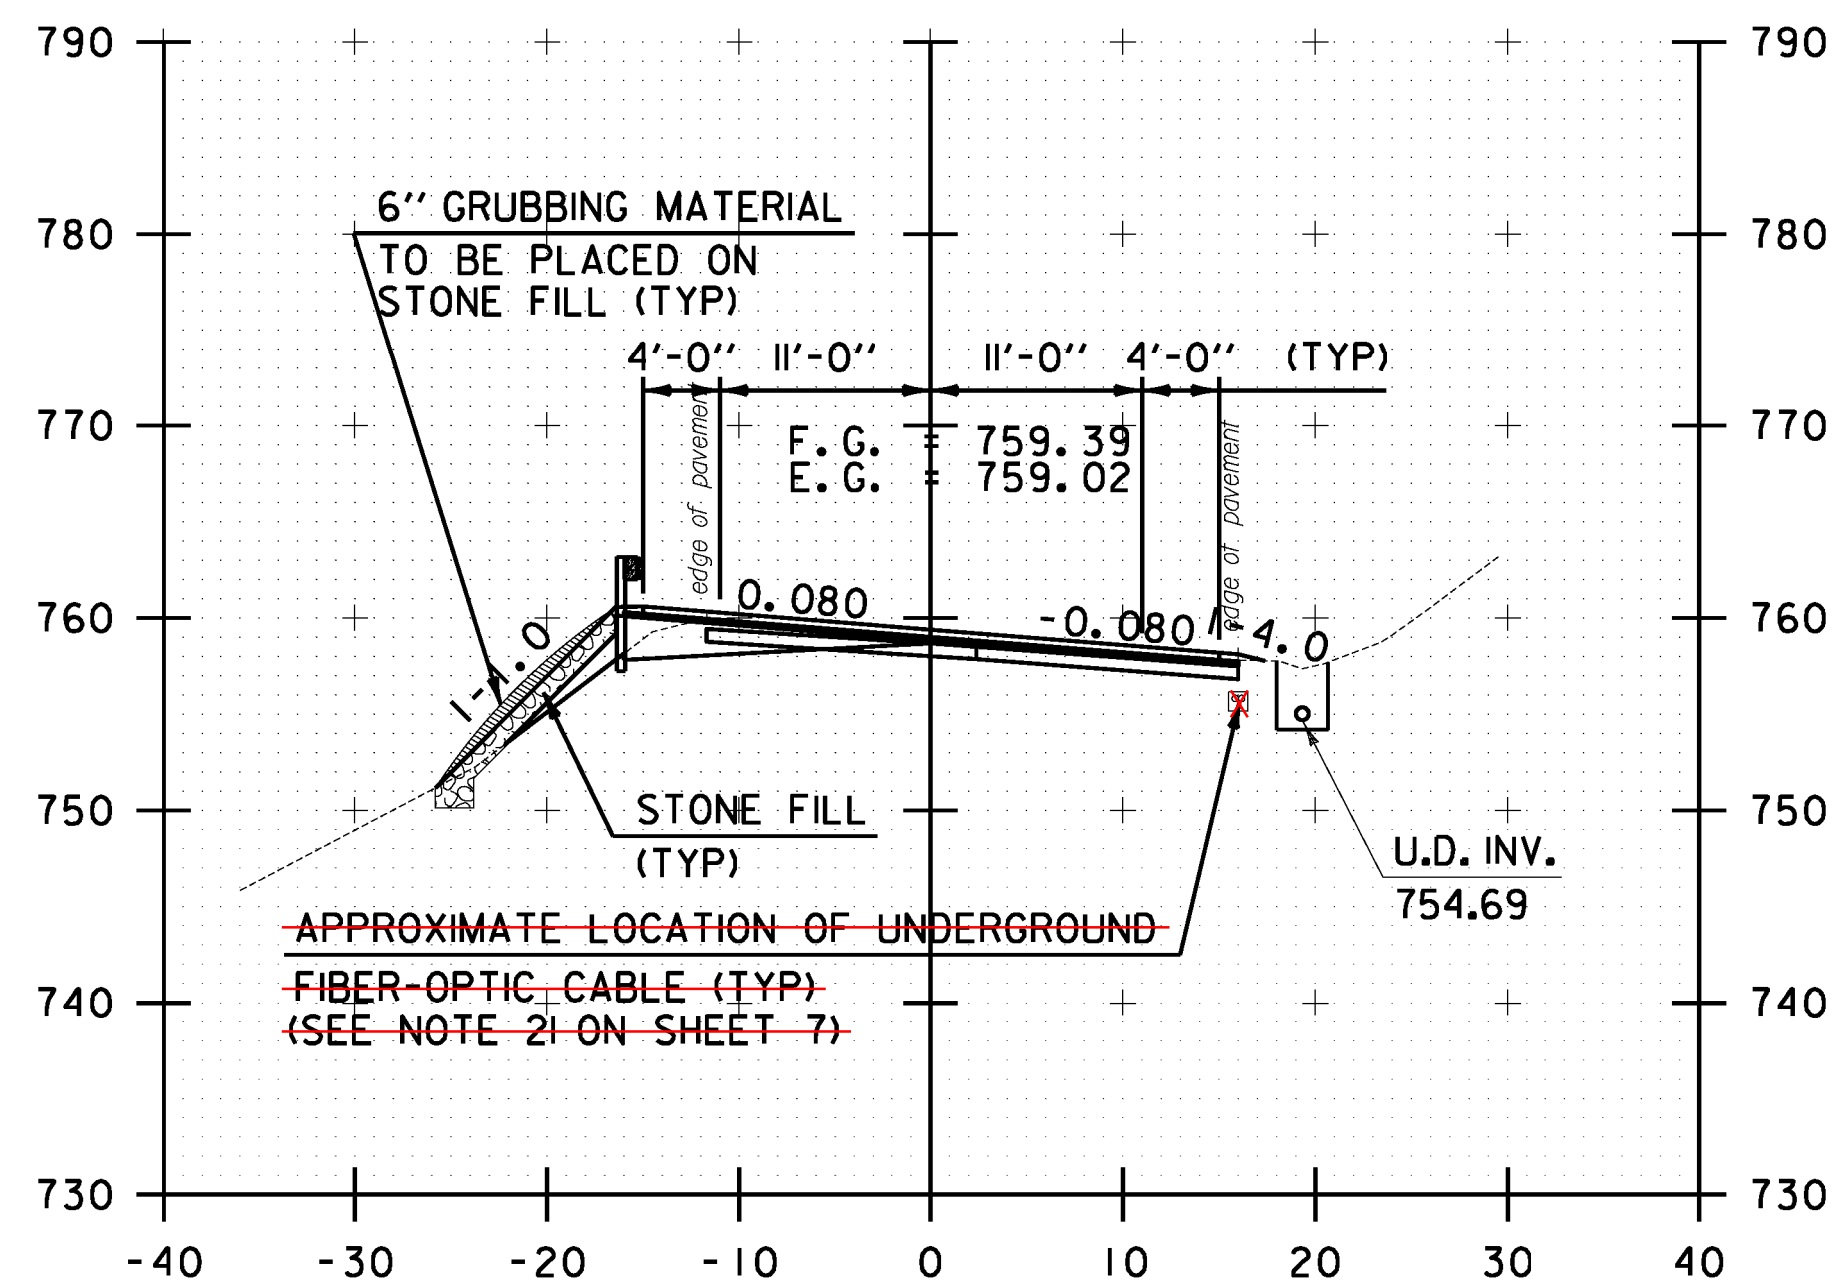 790
790
6" GRUBBING MATERIAL
780
780
TO BE PLACED ON
STONE FILL (TYP)
4'-0" 11'-0" 11'-0" 4'-0" (TYP)
770
770
edge of pavement
edge of pavement
F.G. = 759.39
E.G. = 759.02
760
760
0.080
-0.080
1:-4.0
1:-1.0
750
750
STONE FILL
(TYP)
U.D. INV.
754.69
APPROXIMATE LOCATION OF UNDERGROUND
FIBER-OPTIC CABLE (TYP)
(SEE NOTE 21 ON SHEET 7)
740
740
730
730
-40 -30 -20 -10 0 10 20 30 40